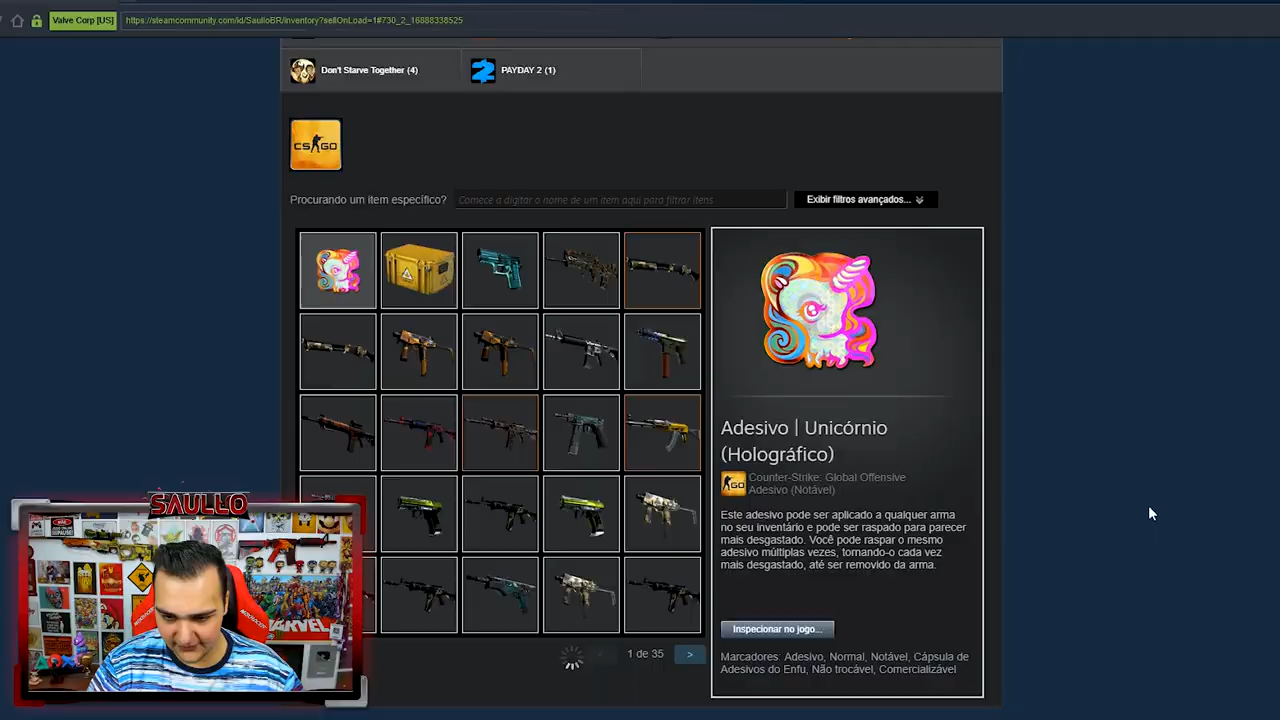 Valve Corp [US]
https://steamcommunity.com/id/SaulloBR/inventory?sellOnLoad=1#730_2_16888338525
Don't Starve Together (4)
PAYDAY 2 (1)
CS GO
Procurando um item específico?
Comece a digitar o nome de um item aqui para filtrar itens
Exibir filtros avançados...
Adesivo | Unicórnio
(Holográfico)
GO
Counter-Strike: Global Offensive
Adesivo (Notável)
Este adesivo pode ser aplicado a qualquer arma
no seu inventário e pode ser raspado para parecer
mais desgastado. Você pode raspar o mesmo
adesivo múltiplas vezes, tornando-o cada vez
mais desgastado, até ser removido da arma.
Inspecionar no jogo...
Marcadores: Adesivo, Normal, Notável, Cápsula de
Adesivos do Enfu, Não trocável, Comercializável
<
1 de 35
>
SAULLO
MARVEL